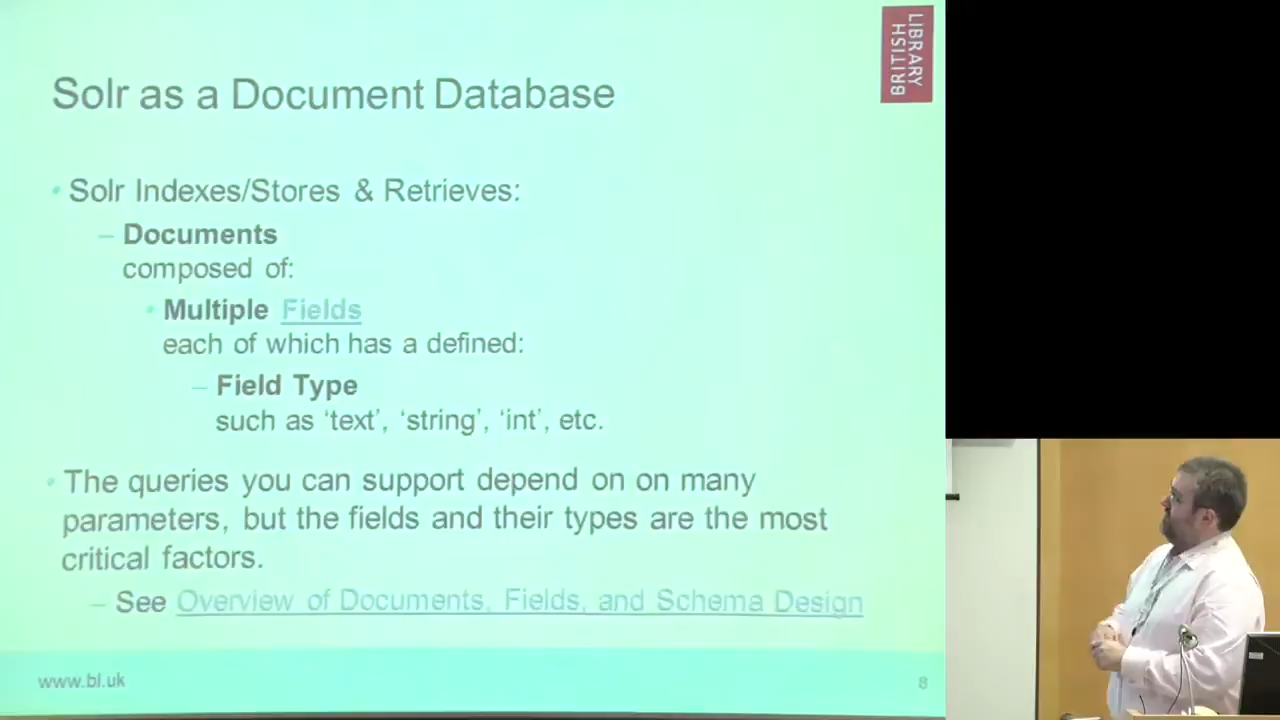 Solr as a Document Database
LIBRARY
BRITISH
• Solr Indexes/Stores & Retrieves:
– Documents
composed of:
• Multiple Fields
each of which has a defined:
– Field Type
such as ‘text’, ‘string’, ‘int’, etc.
• The queries you can support depend on on many
parameters, but the fields and their types are the most
critical factors.
– See Overview of Documents, Fields, and Schema Design
www.bl.uk
8